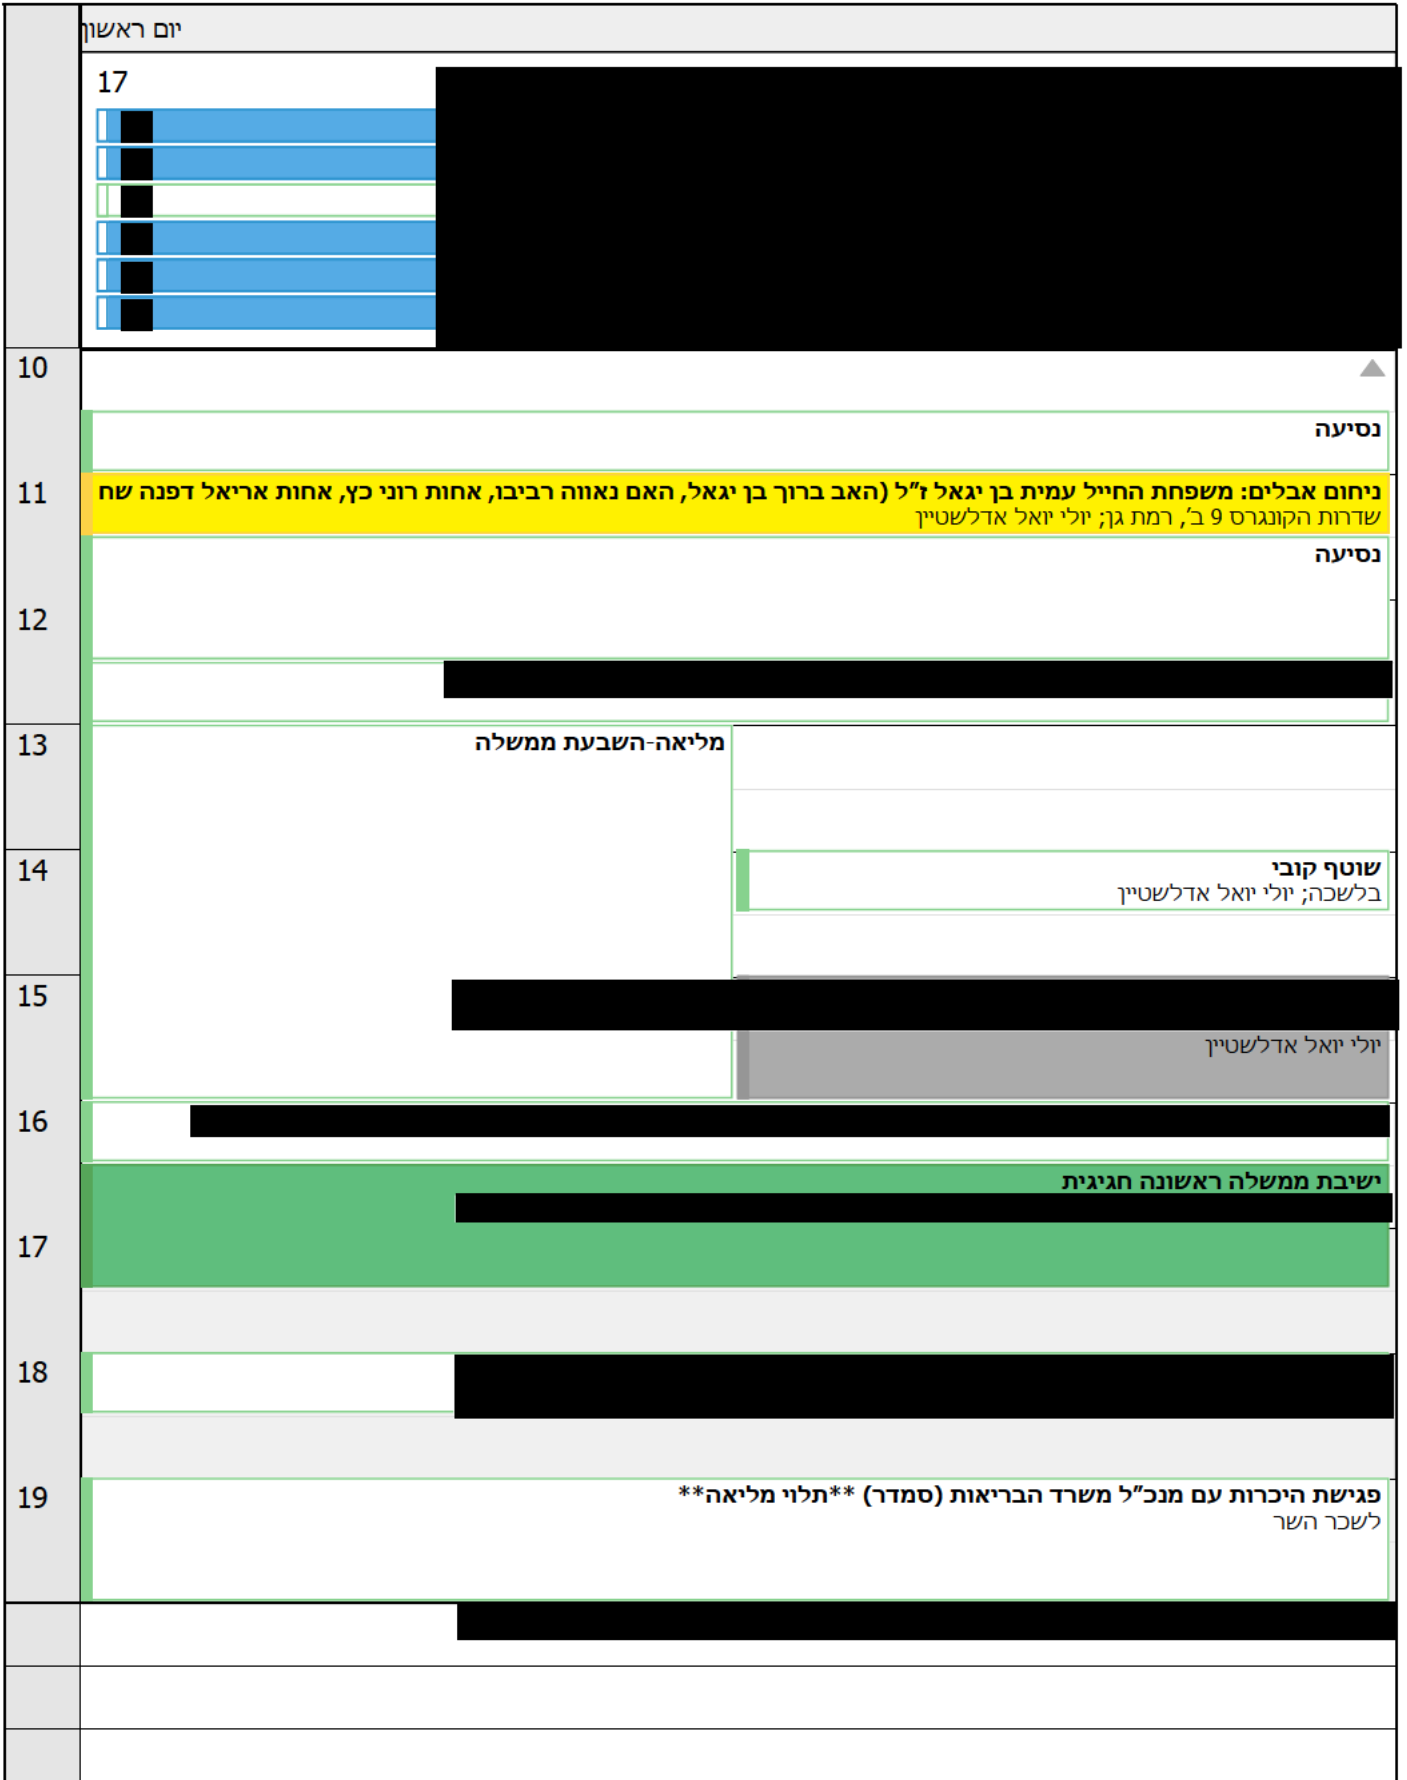 יום ראשון
17
10
נסיעה
11
ניחום אבלים: משפחת החייל עמית בן יגאל ז"ל (האב ברוך בן יגאל, האם נאווה רביבו, אחות רוני כץ, אחות אריאל דפנה שח
שדרות הקונגרס 9 ב', רמת גן; יולי יואל אדלשטיין
נסיעה
12
13
מליאה-השבעת ממשלה
14
שוטף קובי
בלשכה; יולי יואל אדלשטיין
15
יולי יואל אדלשטיין
16
ישיבת ממשלה ראשונה חגיגית
17
18
19
פגישת היכרות עם מנכ"ל משרד הבריאות (סמדר) **תלוי מליאה**
לשכר השר